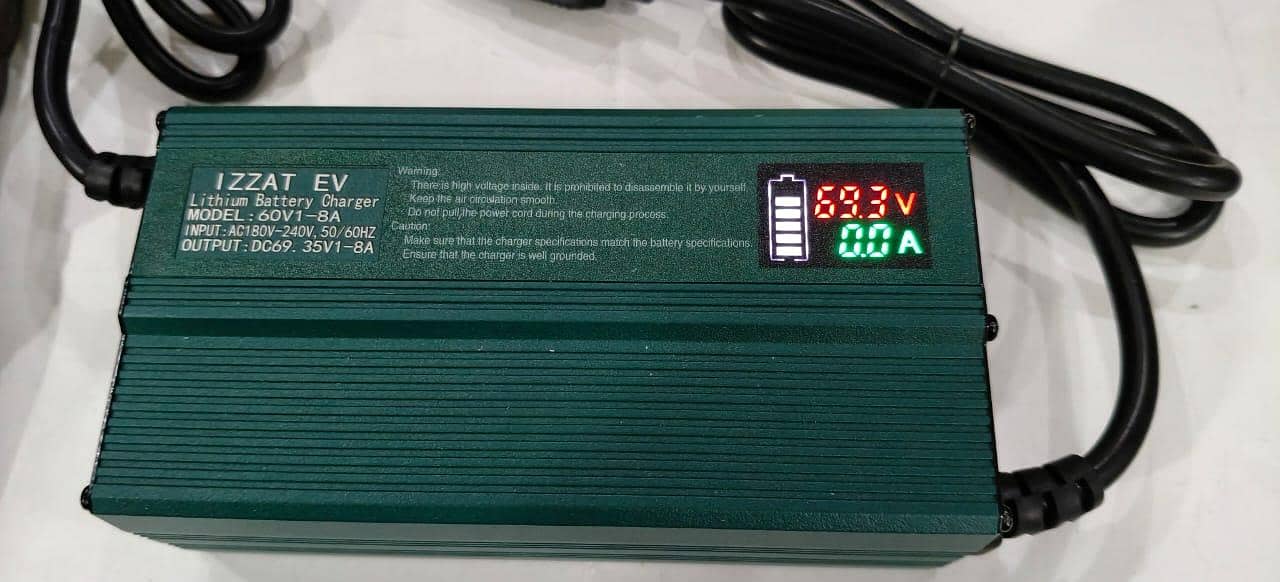 IZZAT EV
Lithium Battery Charger
MODEL:60V1-8A
INPUT:AC180V-240V,50/60HZ
OUTPUT:DC69.35V1-8A
Warning:
There is high voltage inside. It is prohibited to disassemble it by yourself.
Keep the air circulation smooth.
Do not pull the power cord during the charging process.
Caution:
Make sure that the charger specifications match the battery specifications.
Ensure that the charger is well grounded.
69.3 V
0.0 A